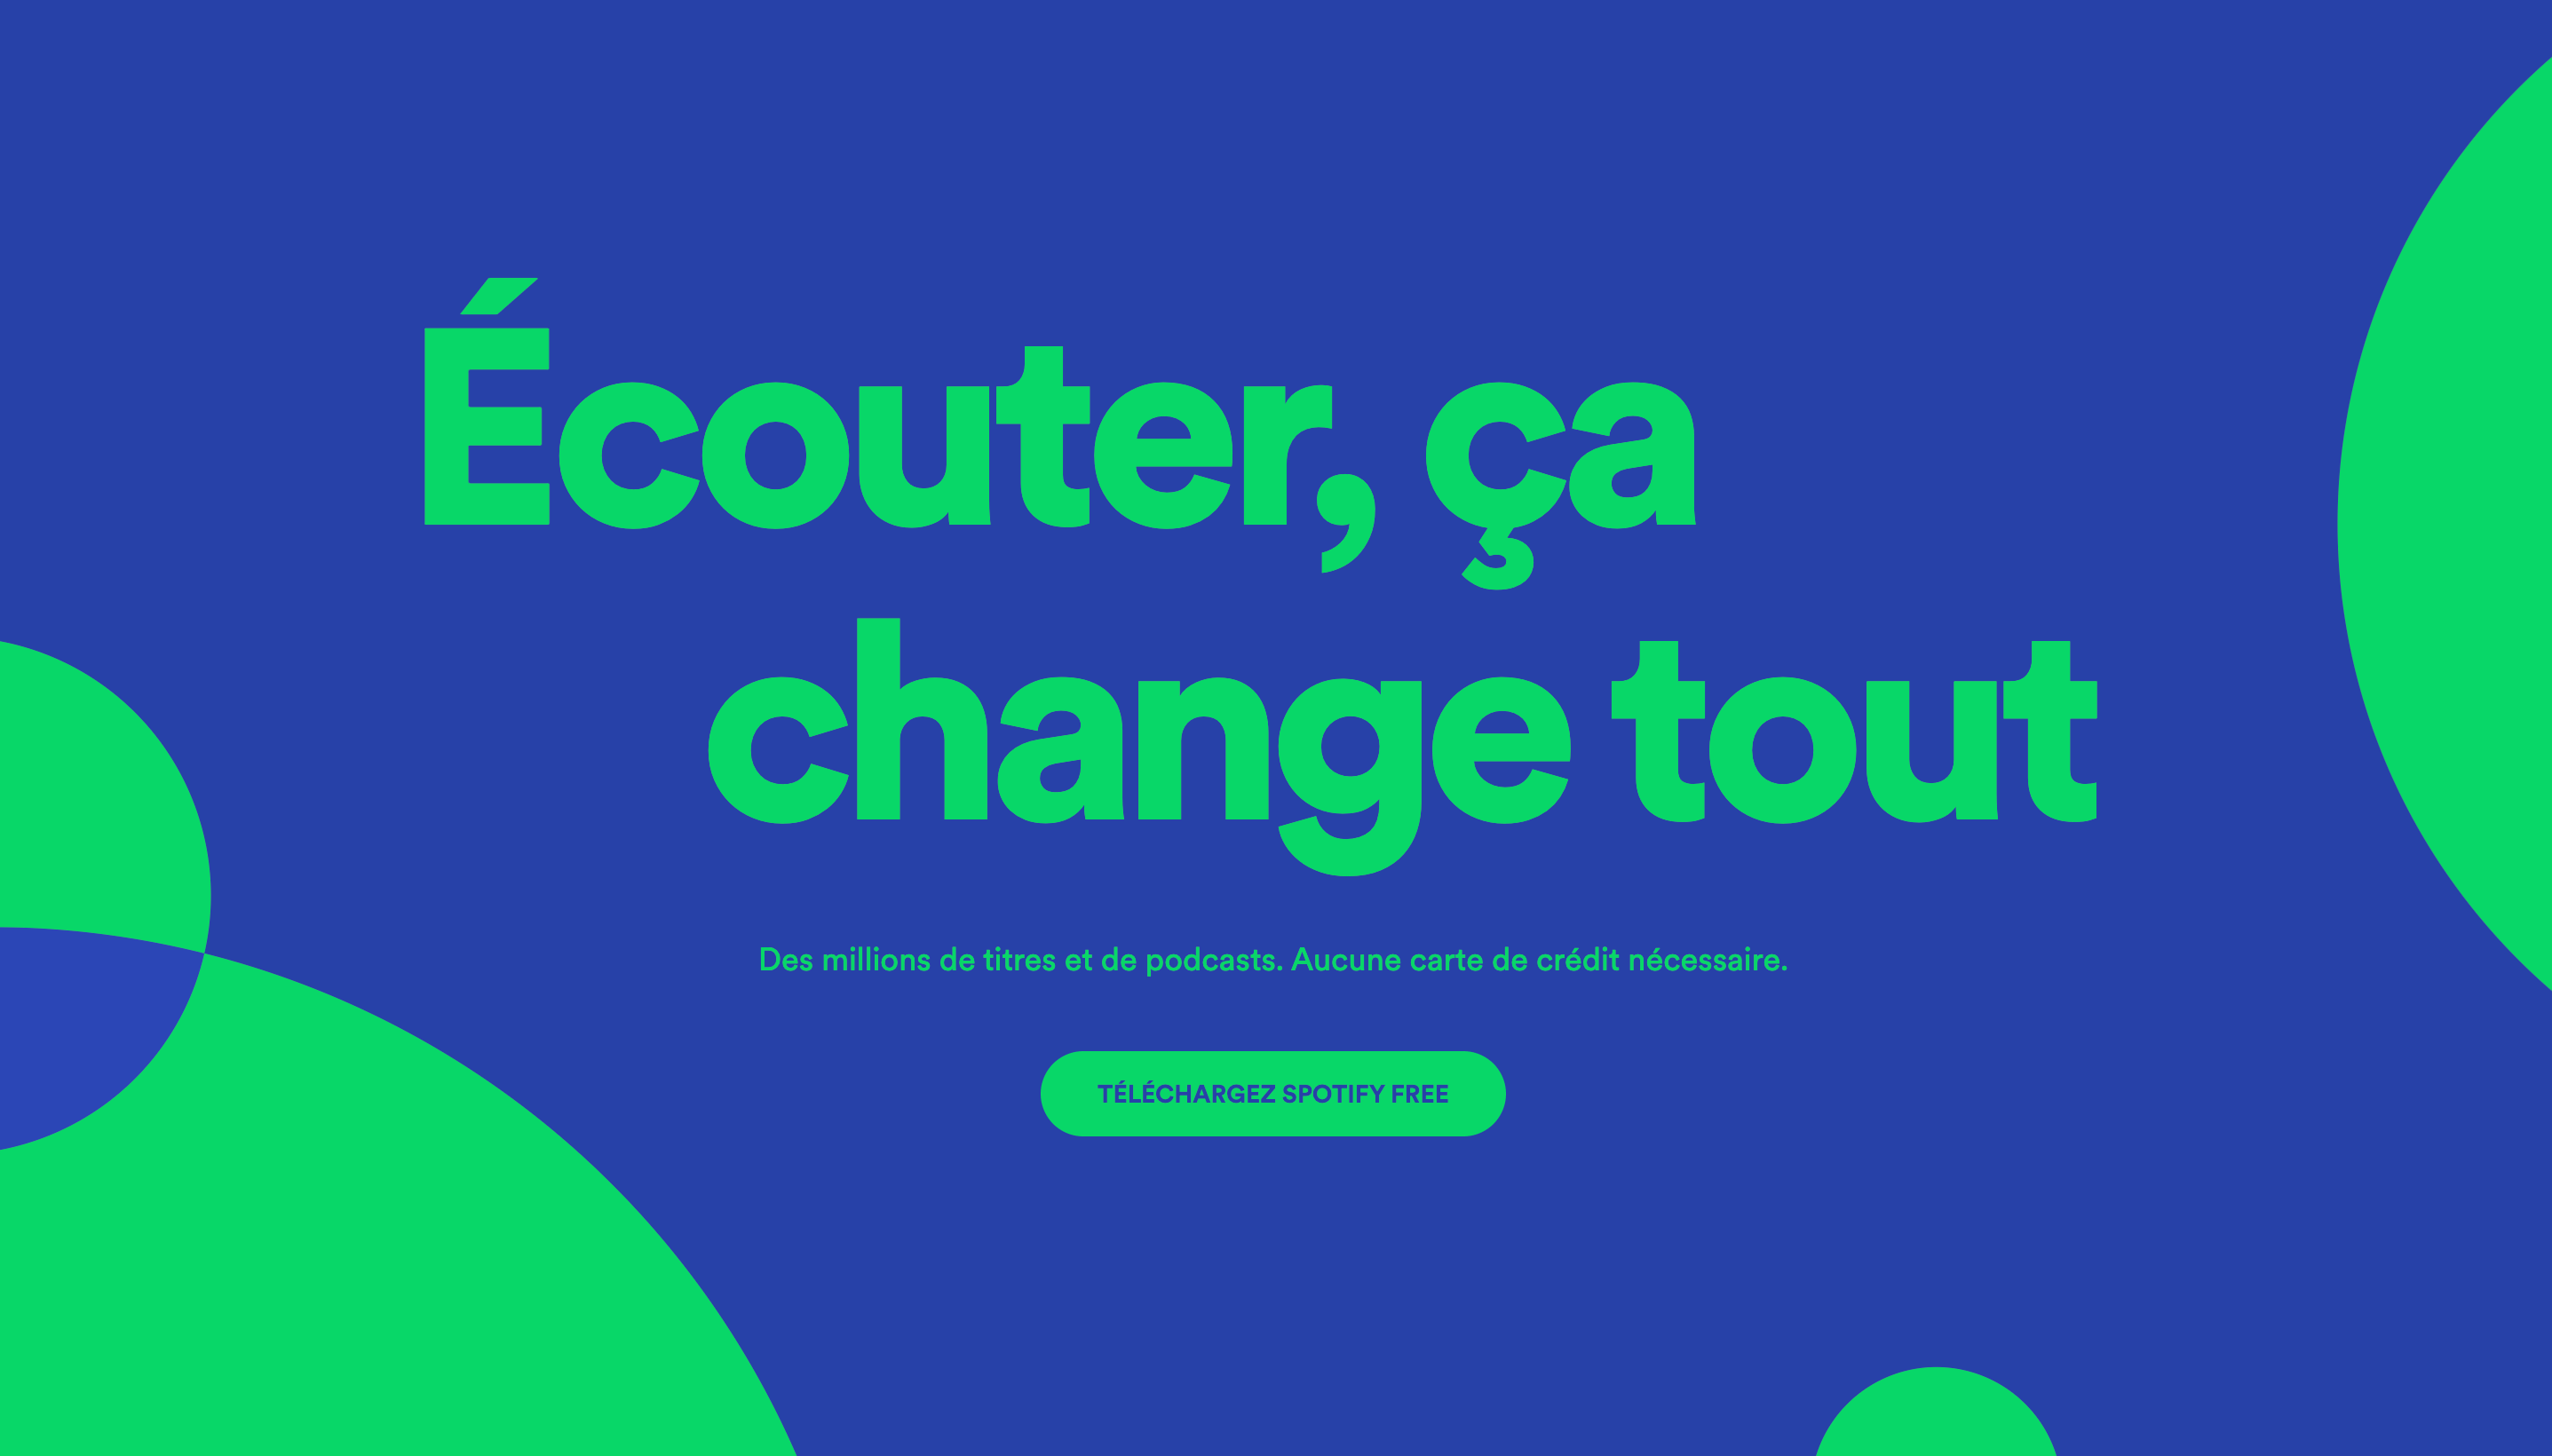 Écouter, ça
change tout
Des millions de titres et de podcasts. Aucune carte de crédit nécessaire.
TÉLÉCHARGEZ SPOTIFY FREE